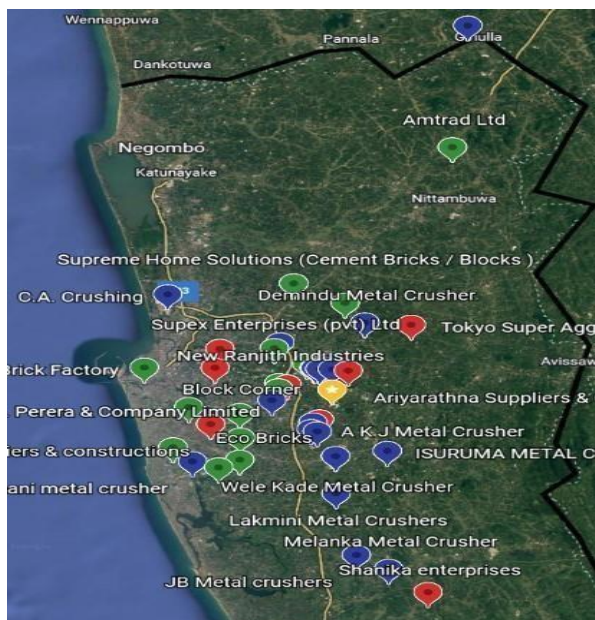 Wennappuwa
Pannala
Giriulla
Dankotuwa
Amtrad Ltd
Negombo
Katunayake
Nittambuwa
Supreme Home Solutions (Cement Bricks / Blocks )
C.A. Crushing
3
Demindu Metal Crusher
Supex Enterprises (pvt) Ltd
Tokyo Super Agg
New Ranjith Industries
Avissaw
Brick Factory
Block Corner
Ariyarathna Suppliers &
Perera & Company Limited
A K J Metal Crusher
Eco Bricks
iers & constructions
ISURUMA METAL C
ani metal crusher
Wele Kade Metal Crusher
Lakmini Metal Crushers
Melanka Metal Crusher
Shanika enterprises
JB Metal crushers